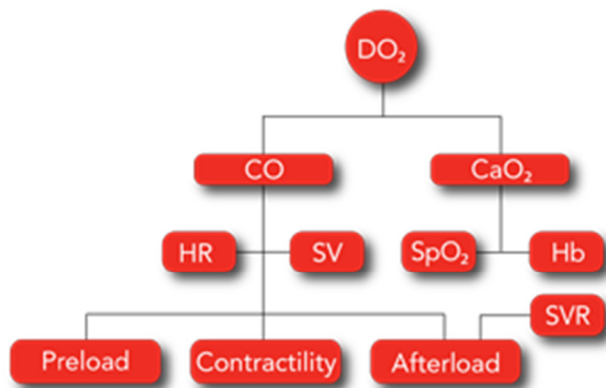 DO₂
CO
CaO₂
HR
SV
SpO₂
Hb
SVR
Preload
Contractility
Afterload